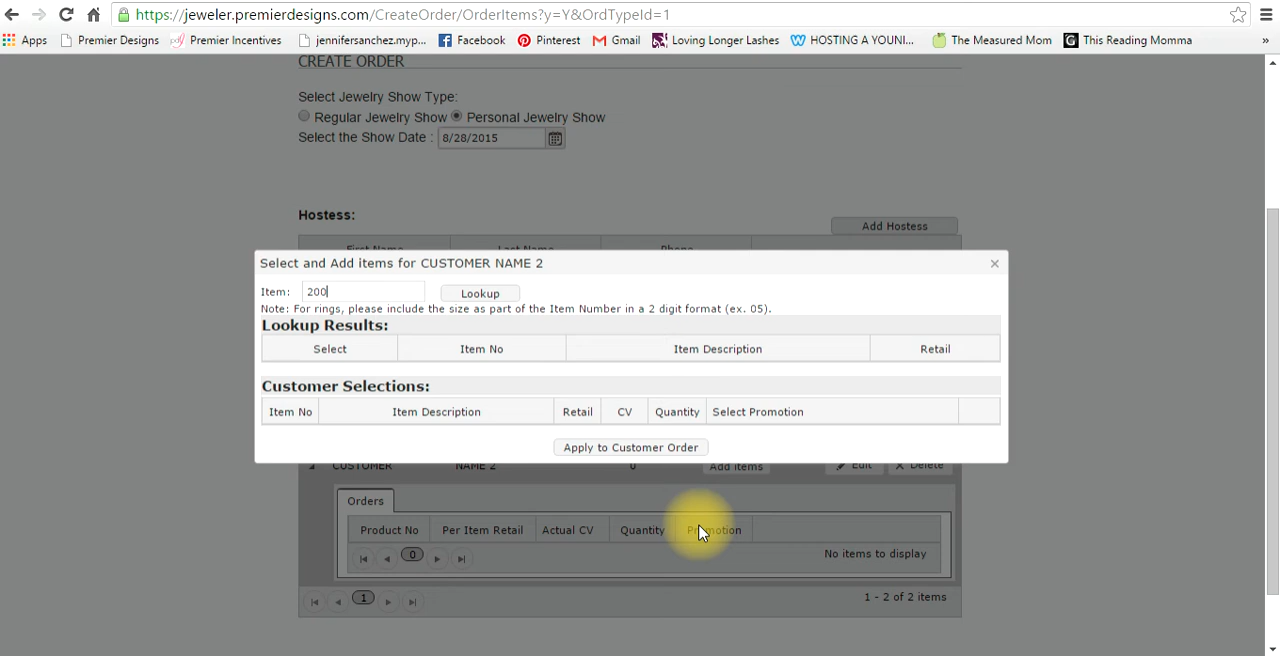 https://jeweler.premierdesigns.com/CreateOrder/OrderItems?y=Y&OrdTypeId=1
Apps Premier Designs Premier Incentives jennifersanchez.myp... Facebook Pinterest Gmail Loving Longer Lashes HOSTING A YOUNI... The Measured Mom This Reading Momma »
CREATE ORDER
Select Jewelry Show Type:
Regular Jewelry Show Personal Jewelry Show
Select the Show Date : 8/28/2015
Hostess:
Add Hostess
First Name Last Name Phone
Select and Add items for CUSTOMER NAME 2
Item: 200 Lookup
Note: For rings, please include the size as part of the Item Number in a 2 digit format (ex. 05).
Lookup Results:
Select Item No Item Description Retail
Customer Selections:
Item No Item Description Retail CV Quantity Select Promotion
Apply to Customer Order
CUSTOMER NAME 2 0 Add items Edit Delete
Orders
Product No Per Item Retail Actual CV Quantity Promotion
0 No items to display
1 1 - 2 of 2 items